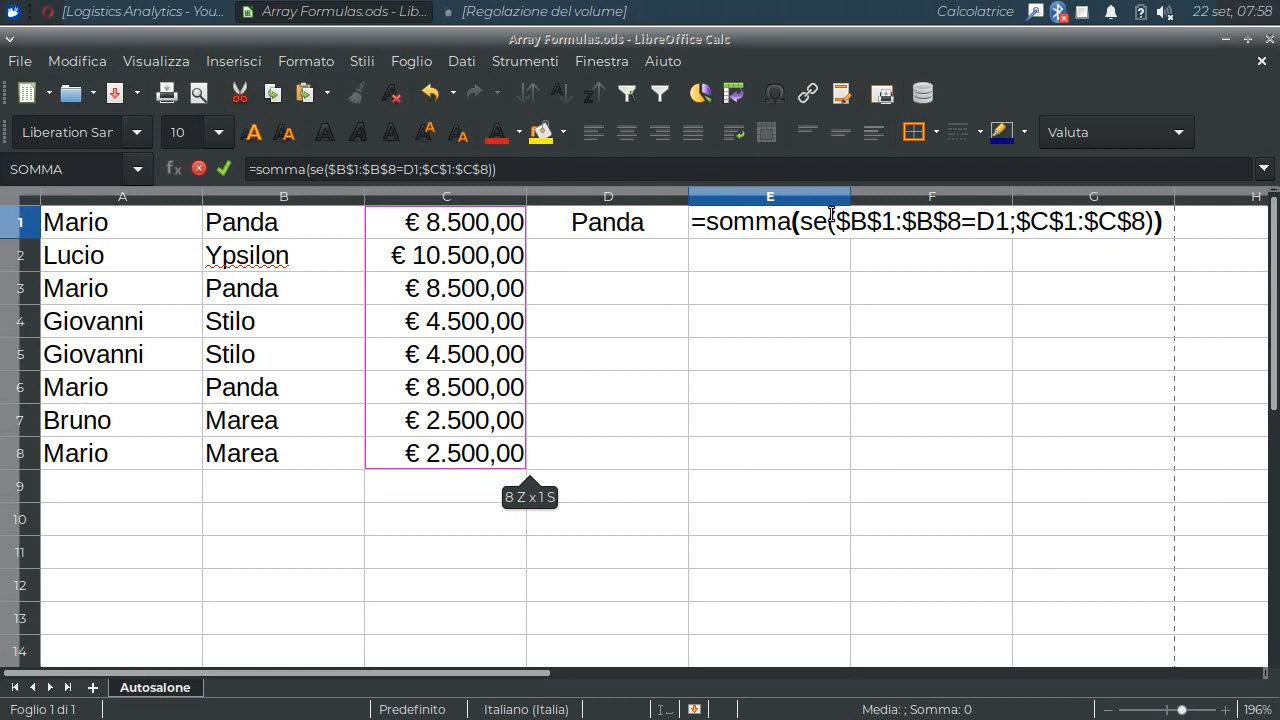 [Logistics Analytics - You... Array Formulas.ods - Lib... [Regolazione del volume] Calcolatrice 22 set, 07:58
Array Formulas.ods - LibreOffice Calc
File Modifica Visualizza Inserisci Formato Stili Foglio Dati Strumenti Finestra Aiuto
Liberation Sar 10 Valuta
SOMMA =somma(se($B$1:$B$8=D1;$C$1:$C$8))
A B C D E F G H
1 Mario Panda € 8.500,00 Panda =somma(se($B$1:$B$8=D1;$C$1:$C$8))
2 Lucio Ypsilon € 10.500,00
3 Mario Panda € 8.500,00
4 Giovanni Stilo € 4.500,00
5 Giovanni Stilo € 4.500,00
6 Mario Panda € 8.500,00
7 Bruno Marea € 2.500,00
8 Mario Marea € 2.500,00
9 8 Z x 1 S
10
11
12
13
14
Autosalone
Foglio 1 di 1 Predefinito Italiano (Italia) Media: ; Somma: 0 196%